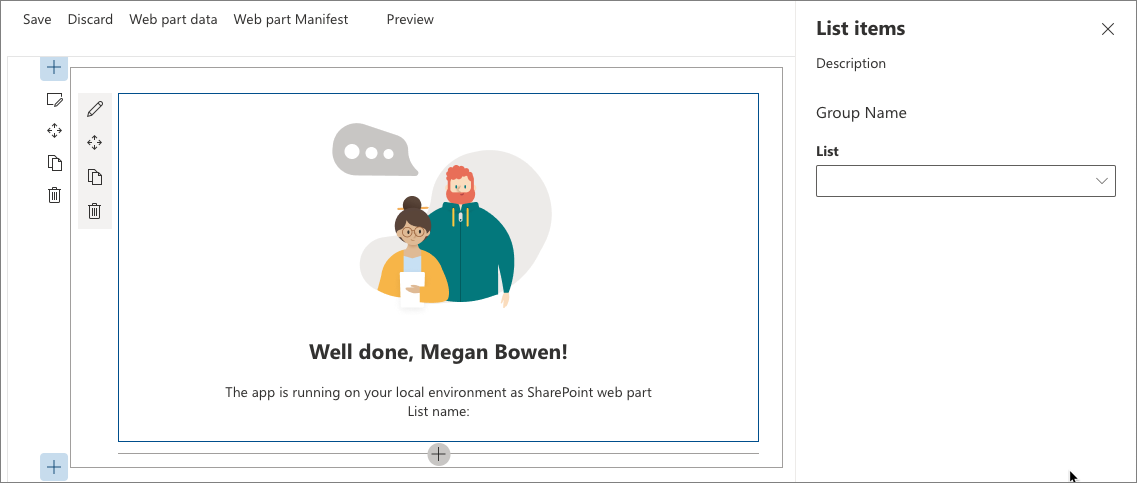 Save Discard Web part data Web part Manifest Preview
List items
Description
Group Name
List
Well done, Megan Bowen!
The app is running on your local environment as SharePoint web part
List name: